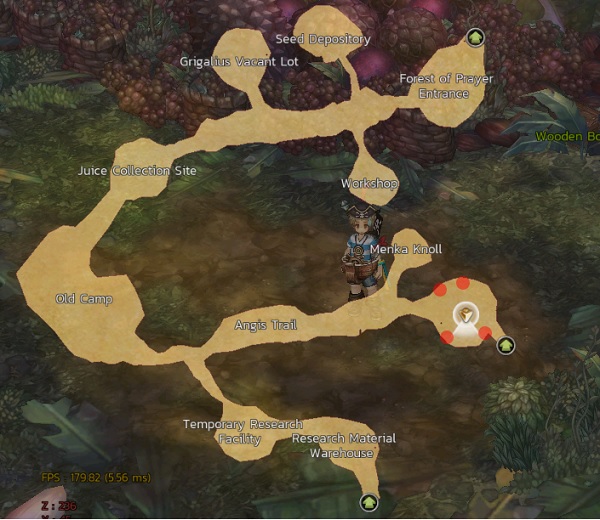 Seed Depository
Grigalius Vacant Lot
Forest of Prayer
Entrance
Wooden Bo
Juice Collection Site
Workshop
Menka Knoll
Old Camp
Angis Trail
Temporary Research
Facility
Research Material
Warehouse
FPS : 179.82 (5.56 ms)